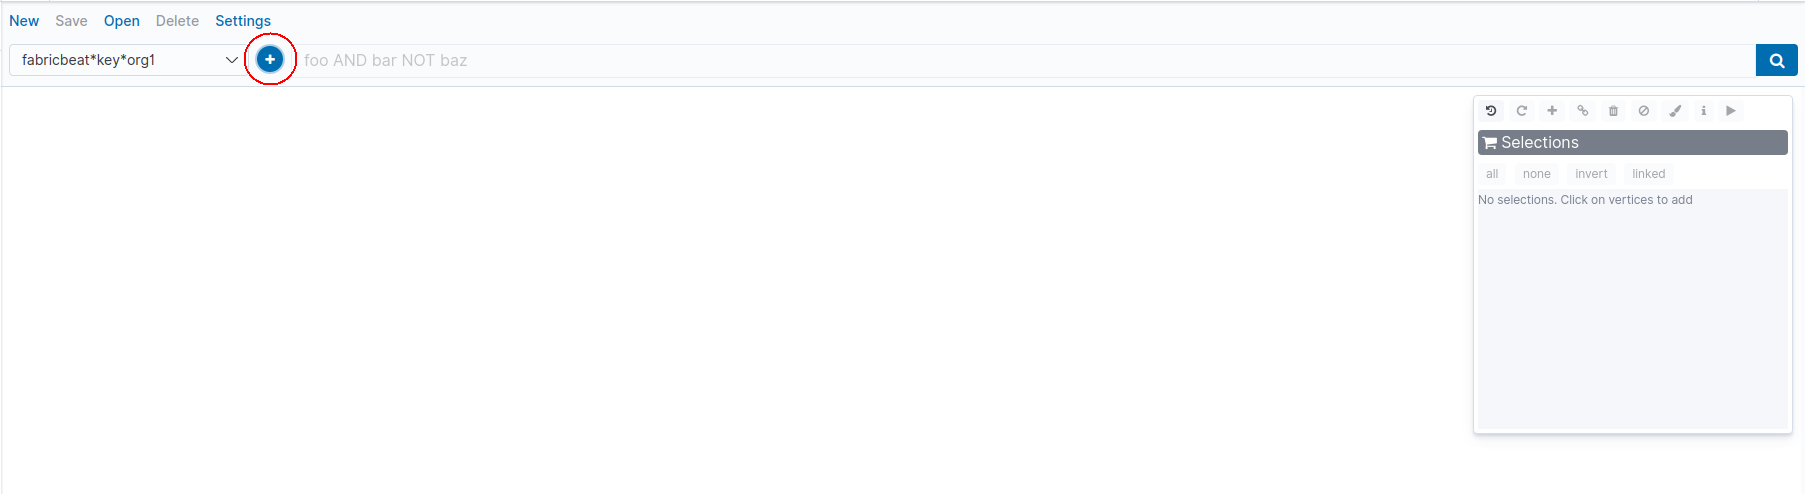 New Save Open Delete Settings
fabricbeat*key*org1 foo AND bar NOT baz
Selections
all none invert linked
No selections. Click on vertices to add